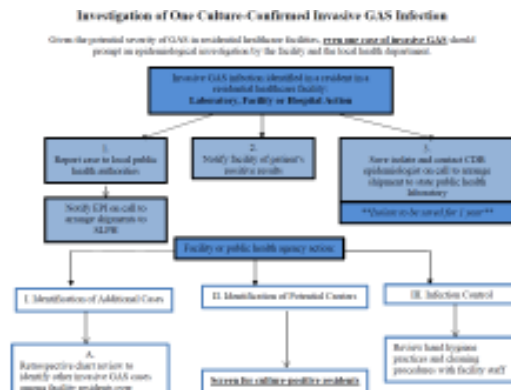 Investigation of One Culture-Confirmed Invasive GAS Infection
Given the potential severity of GAS in residential healthcare facilities, even one case of invasive GAS should
prompt an epidemiological investigation by the facility and the local health department.
Invasive GAS infection identified in a resident in a
residential healthcare facility:
Laboratory, Facility or Hospital Action
1.
Report case to local public
health authorities
2.
Notify facility of patient's
positive results
3.
Save isolate and contact
epidemiologist on call to arrange
shipment to state public health
laboratory
**Isolate to be saved for 1 year**
Notify EPI on call to
arrange shipments to
Facility or public health agency action:
I. Identification of Additional Cases
II. Identification of Potential Carriers
III. Infection Control
A.
Retrospective chart review to
identify other invasive GAS cases
among facility residents over
Screen for culture-positive residents
Review hand hygiene
practices and cleaning
procedures with facility staff